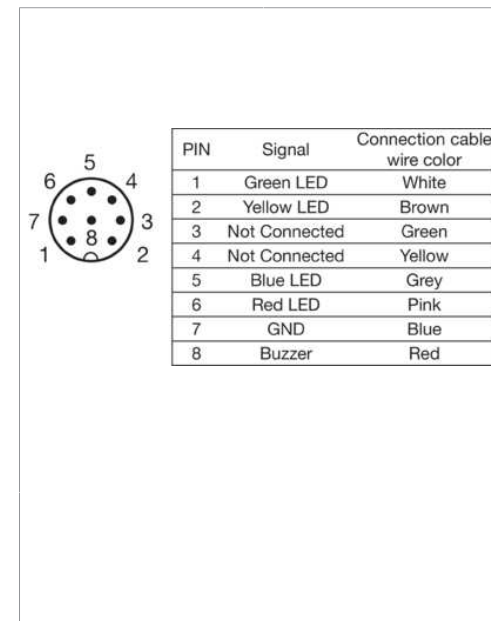 5
6 4
7 3
8
1 2
PIN Signal Connection cable wire color
1 Green LED White
2 Yellow LED Brown
3 Not Connected Green
4 Not Connected Yellow
5 Blue LED Grey
6 Red LED Pink
7 GND Blue
8 Buzzer Red